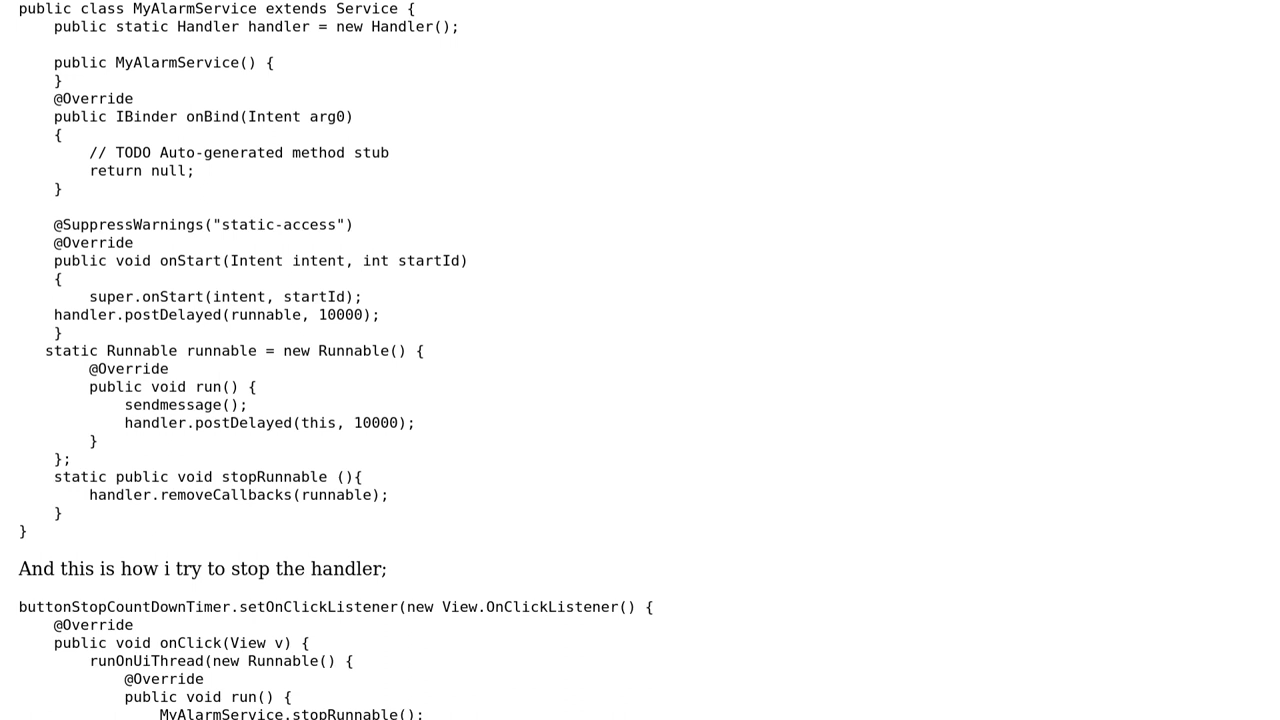 public class MyAlarmService extends Service {
    public static Handler handler = new Handler();

    public MyAlarmService() {
    }
    @Override
    public IBinder onBind(Intent arg0)
    {
        // TODO Auto-generated method stub
        return null;
    }

    @SuppressWarnings("static-access")
    @Override
    public void onStart(Intent intent, int startId)
    {
        super.onStart(intent, startId);
    handler.postDelayed(runnable, 10000);
    }
   static Runnable runnable = new Runnable() {
        @Override
        public void run() {
            sendmessage();
            handler.postDelayed(this, 10000);
        }
    };
    static public void stopRunnable (){
        handler.removeCallbacks(runnable);
    }
}
And this is how i try to stop the handler;
buttonStopCountDownTimer.setOnClickListener(new View.OnClickListener() {
    @Override
    public void onClick(View v) {
        runOnUiThread(new Runnable() {
            @Override
            public void run() {
                MyAlarmService.stopRunnable();